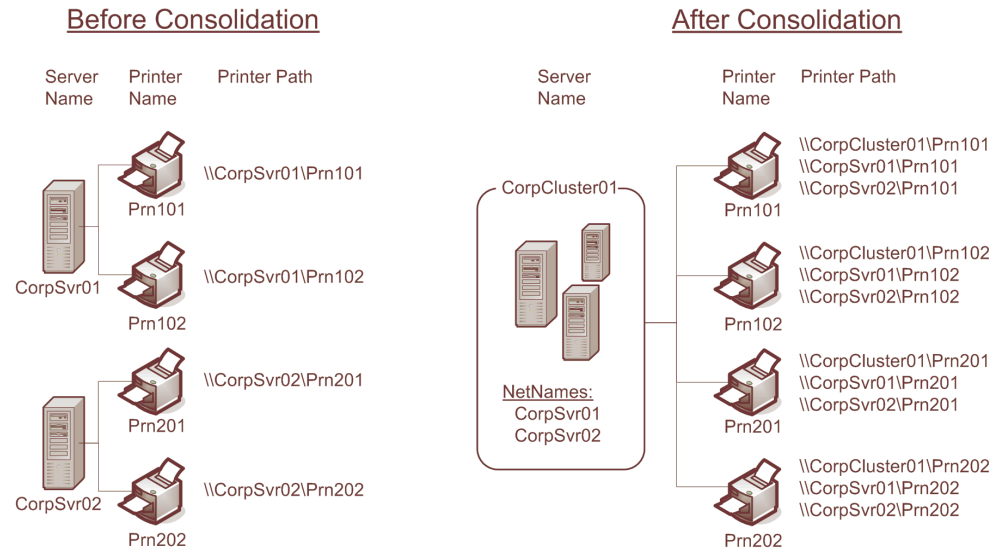 Before Consolidation
Server Name
Printer Name
Printer Path
\\CorpSvr01\Prn101
Prn101
CorpSvr01
\\CorpSvr01\Prn102
Prn102
\\CorpSvr02\Prn201
Prn201
CorpSvr02
\\CorpSvr02\Prn202
Prn202
After Consolidation
Server Name
Printer Name
Printer Path
CorpCluster01
NetNames:
CorpSvr01
CorpSvr02
\\CorpCluster01\Prn101
\\CorpSvr01\Prn101
\\CorpSvr02\Prn101
Prn101
\\CorpCluster01\Prn102
\\CorpSvr01\Prn102
\\CorpSvr02\Prn102
Prn102
\\CorpCluster01\Prn201
\\CorpSvr01\Prn201
\\CorpSvr02\Prn201
Prn201
\\CorpCluster01\Prn202
\\CorpSvr01\Prn202
\\CorpSvr02\Prn202
Prn202